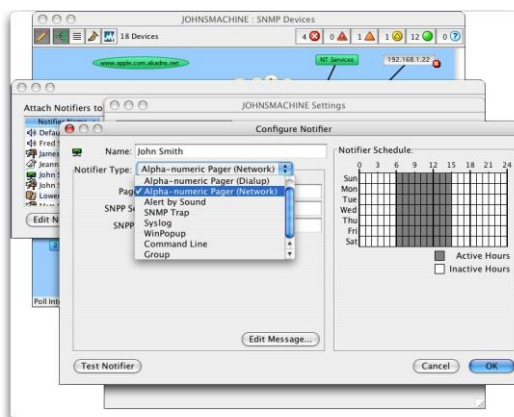 JOHNSMACHINE : SNMP Devices
18 Devices
4 0 1 1 12 0 ?
www.apple.com.akadns.net
NT Services
192.168.1.22
JOHNSMACHINE Settings
Attach Notifiers to
Notifier
Defau
Fred S
James
Jeann
John S
John S
Lower
Edit N
Poll Int
Configure Notifier
Name: John Smith
Notifier Type: Alpha-numeric Pager (Network)
Alpha-numeric Pager (Dialup)
✓ Alpha-numeric Pager (Network)
Alert by Sound
SNMP Trap
Syslog
WinPopup
Command Line
Group
Pag
SNPP Se
SNPP
Edit Message...
Notifier Schedule:
0 3 6 9 12 15 18 21 24
Sun
Mon
Tue
Wed
Thu
Fri
Sat
Active Hours
Inactive Hours
Test Notifier
Cancel
OK